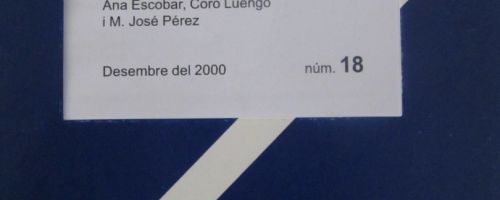 Ana Escobar, Coro Luengo
i M. José Pérez
Desembre del 2000 núm. 18